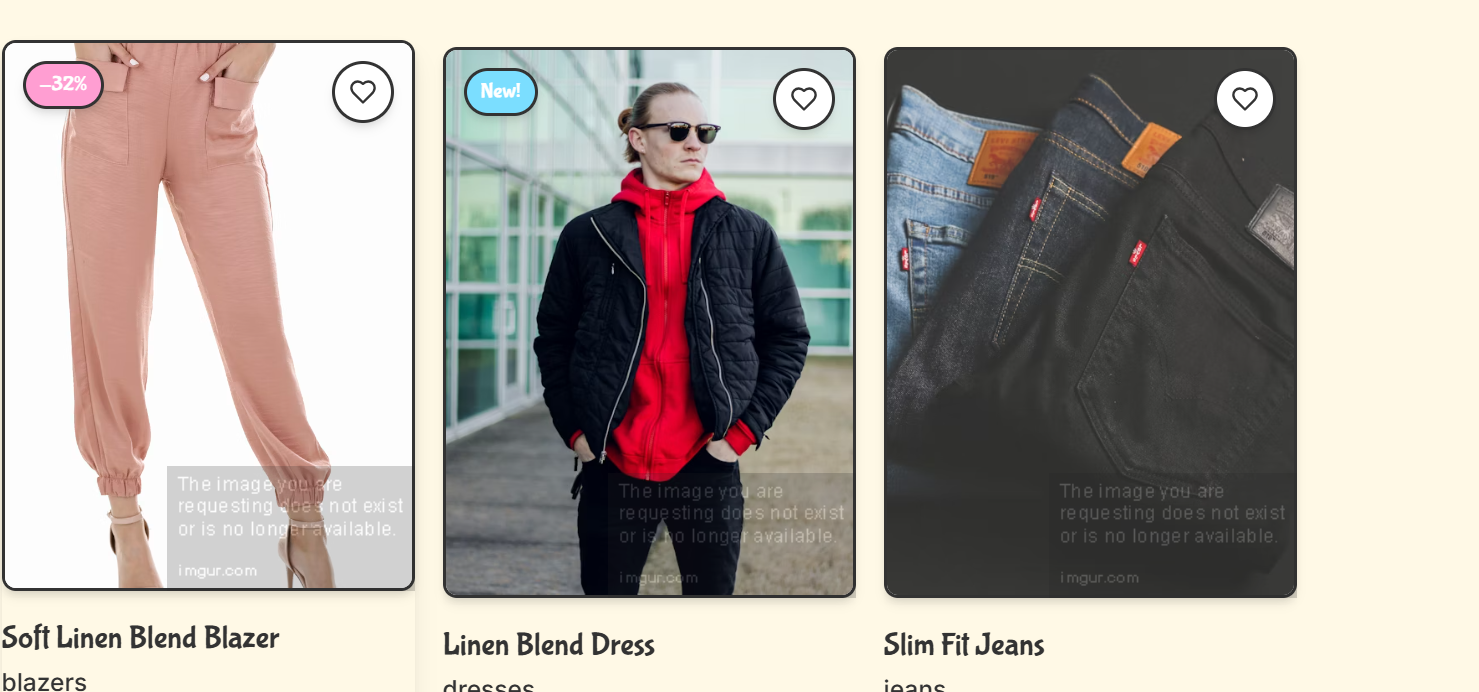 –32%
The image you are
requesting does not exist
or is no longer available.
imgur.com
Soft Linen Blend Blazer
blazers
New!
The image you are
requesting does not exist
or is no longer available.
imgur.com
Linen Blend Dress
dresses
The image you are
requesting does not exist
or is no longer available.
imgur.com
Slim Fit Jeans
jeans